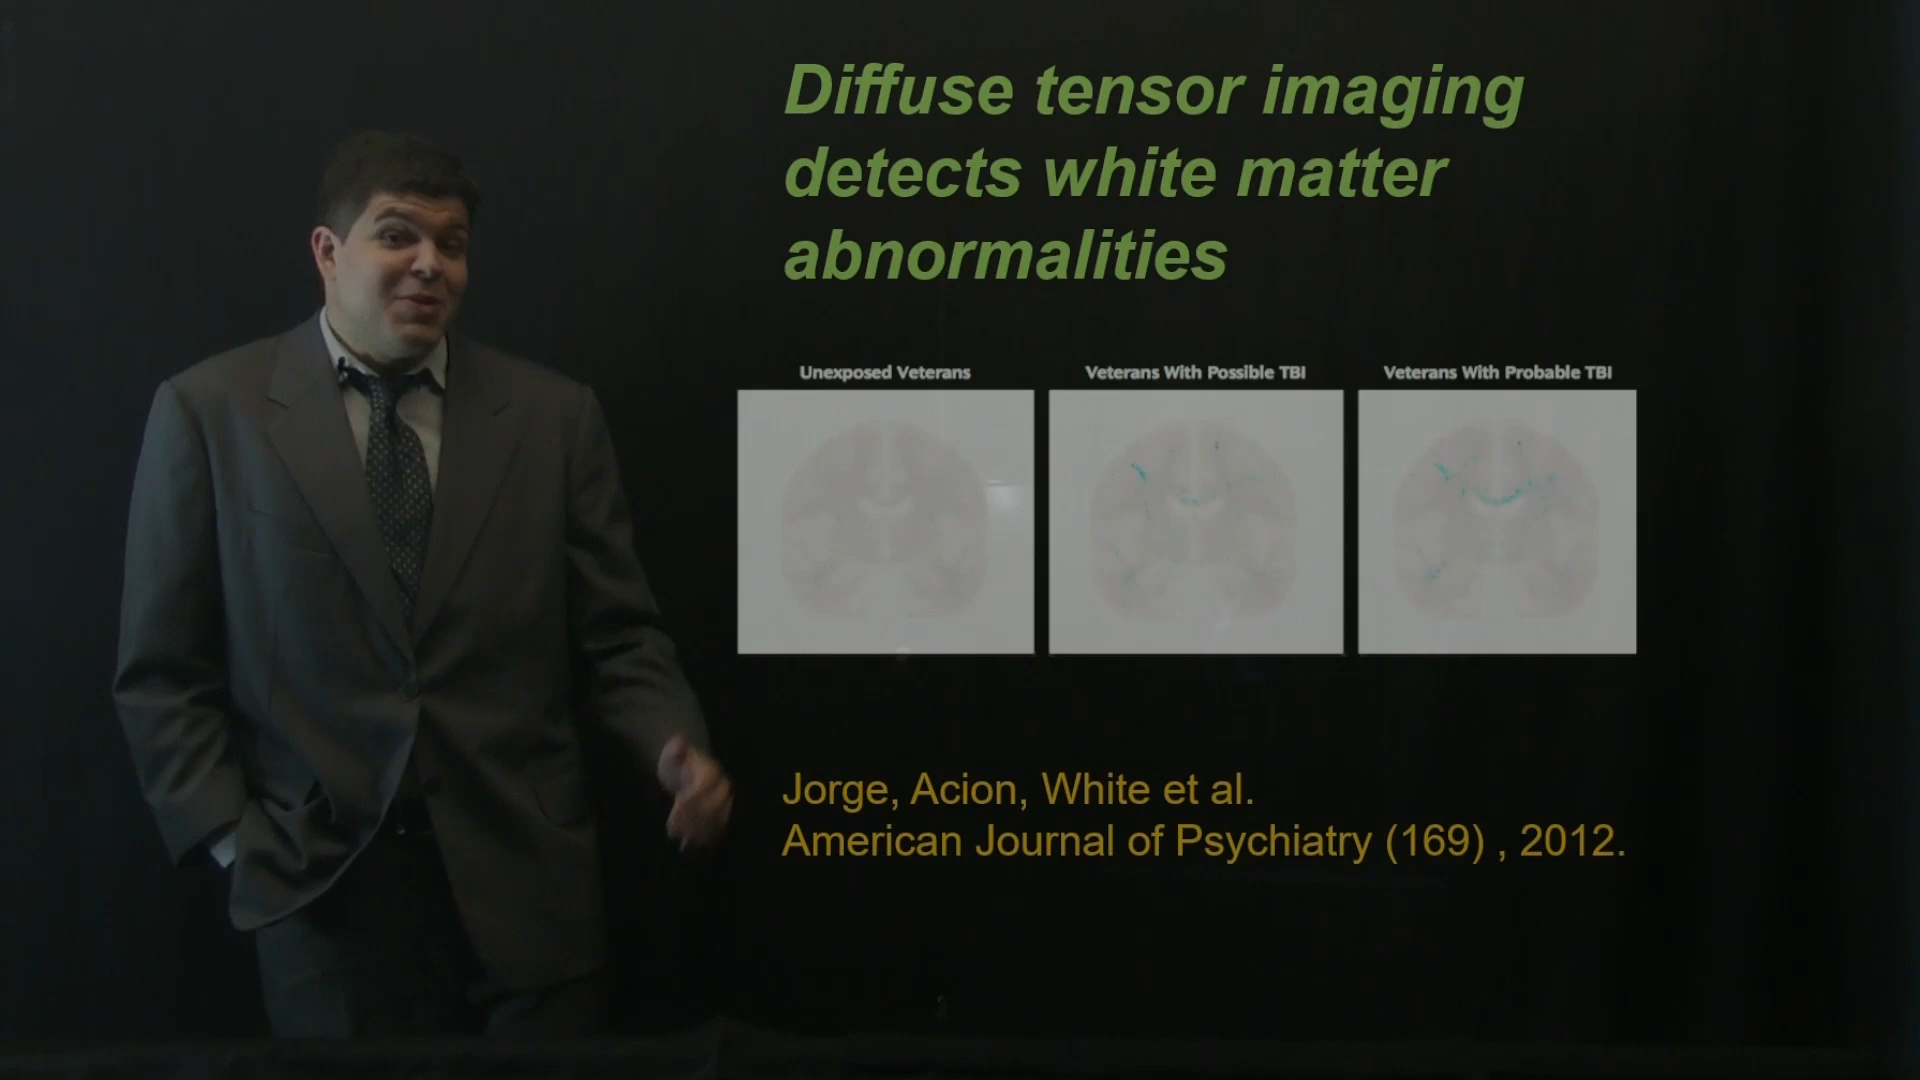 Diffuse tensor imaging
detects white matter
abnormalities
Unexposed Veterans
Veterans With Possible TBI
Veterans With Probable TBI
Jorge, Acion, White et al.
American Journal of Psychiatry (169) , 2012.